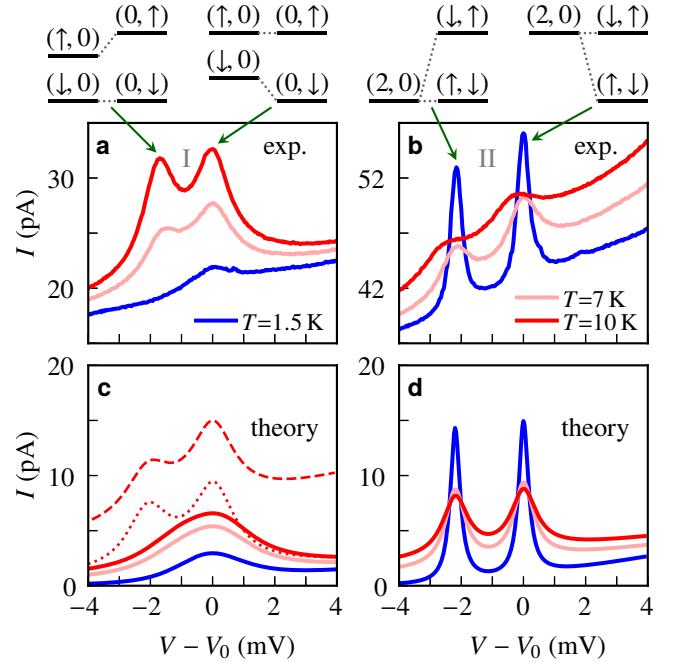 (0, ↑) (↑, 0) (0, ↑) (↓, ↑) (2, 0) (↓, ↑)
(↑, 0) (↓, 0)
(↓, 0) (0, ↓) (0, ↓) (2, 0) (↑, ↓) (↑, ↓)
a I exp. b II exp.
30 52
I (pA)
20 42
T=1.5 K T=7 K
T=10 K
20 20
c theory d theory
I (pA)
10 10
0 0
−4 −2 0 2 4 −4 −2 0 2 4
V − V₀ (mV) V − V₀ (mV)